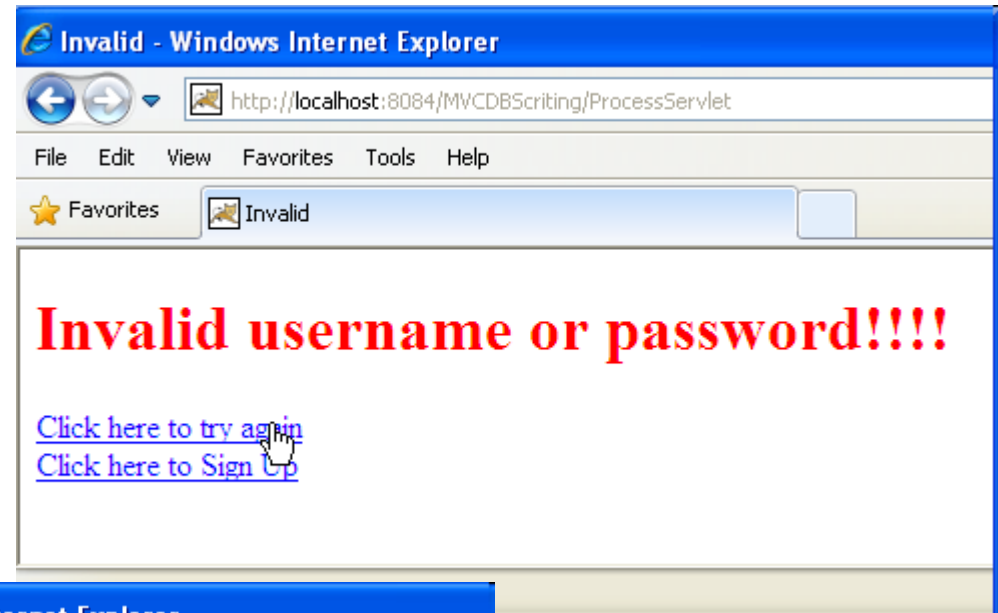 Invalid - Windows Internet Explorer
http://localhost:8084/MVCDBScriting/ProcessServlet
File Edit View Favorites Tools Help
Favorites Invalid
Invalid username or password!!!!
Click here to try again
Click here to Sign Up
Explorer